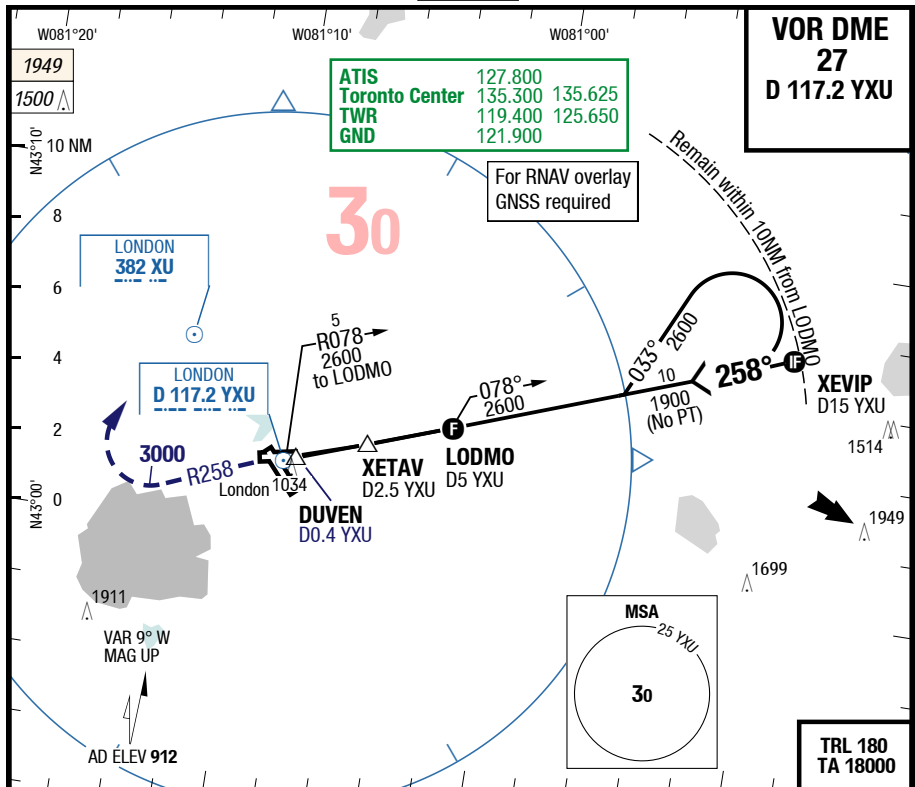 W081°20'
W081°10'
W081°00'
VOR DME
27
D 117.2 YXU
1949
1500
ATIS 127.800
Toronto Center 135.300 135.625
TWR 119.400 125.650
GND 121.900
N43°10'
10 NM
For RNAV overlay
GNSS required
Remain within 10NM from LODMO
30
8
LONDON
382 XU
6
5
R078
2600
to LODMO
033°
2600
4
LONDON
D 117.2 YXU
078°
2600
10
1900
(No PT)
258°
IF
XEVIP
D15 YXU
2
F
LODMO
D5 YXU
XETAV
D2.5 YXU
1514
3000
R258
London
1034
DUVEN
D0.4 YXU
0
N43°00'
1949
1699
1911
MSA
25 YXU
30
VAR 9° W
MAG UP
AD ELEV 912
TRL 180
TA 18000